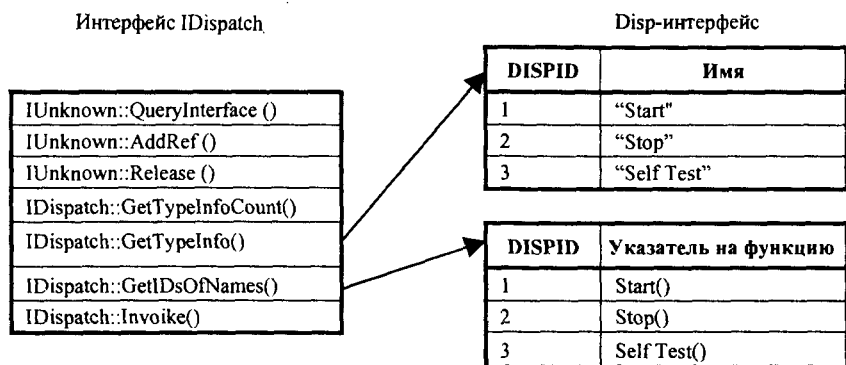 Интерфейс IDispatch
Disp-интерфейс
IUnknown::QueryInterface ()
IUnknown::AddRef ()
IUnknown::Release ()
IDispatch::GetTypeInfoCount()
IDispatch::GetTypeInfo()
IDispatch::GetIDsOfNames()
IDispatch::Invoike()
DISPID Имя
1 “Start"
2 “Stop”
3 “Self Test”
DISPID Указатель на функцию
1 Start()
2 Stop()
3 Self Test()